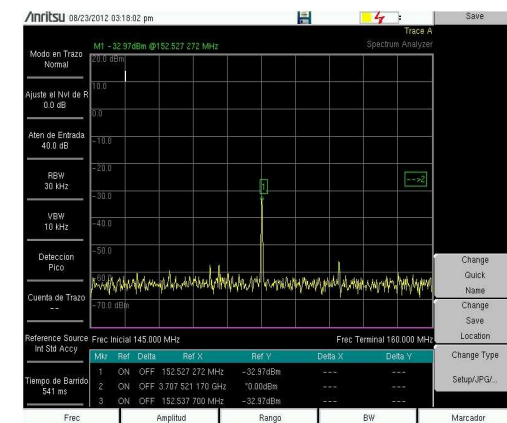 Anritsu 08/23/2012 03:18:02 pm
Save
Trace A
M1 -32.97dBm @152.527 272 MHz
Spectrum Analyzer
Modo en Trazo
Normal
Ajuste el Nvl de R
0.0 dB
Aten de Entrada
40.0 dB
RBW
30 kHz
VBW
10 kHz
Deteccion
Pico
Cuenta de Trazo
--
Reference Source
Int Std Accy
Tiempo de Barrido
541 ms
20.0 dBm
10.0
0.0
-10.0
-20.0
-30.0
-40.0
-50.0
-60.0
-70.0 dBm
1
-->2
Frec Inicial 145.000 MHz
Frec Terminal 160.000 MHz
Mkr Ref Delta Ref X Ref Y Delta X Delta Y
1 ON OFF 152.527 272 MHz -32.97dBm --- ---
2 ON OFF 3.707 521 170 GHz *0.00dBm --- ---
3 ON OFF 152.537 700 MHz -32.97dBm --- ---
Change
Quick
Name
Change
Save
Location
Change Type
Setup/JPG/...
Frec
Amplitud
Rango
BW
Marcador